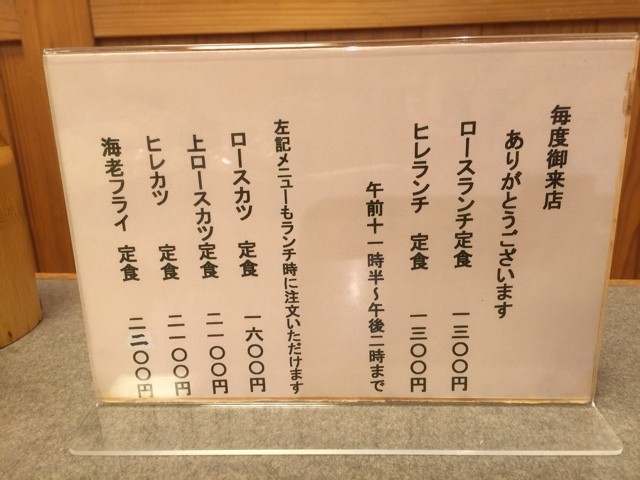 毎度御来店
ありがとうございます
ロースランチ定食 一三〇〇円
ヒレランチ 定食 一三〇〇円
午前十一時半～午後二時まで
左記メニューもランチ時に注文いただけます
ロースカツ 定食 一六〇〇円
上ロースカツ定食 二一〇〇円
ヒレカツ 定食 二一〇〇円
海老フライ 定食 二二〇〇円